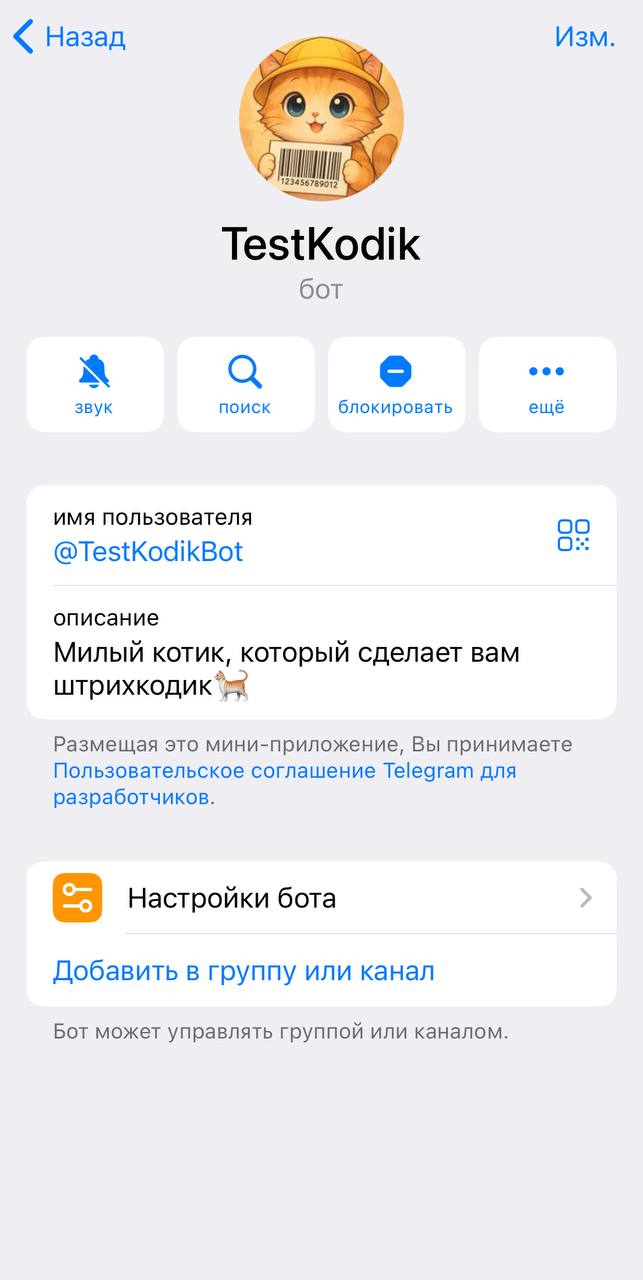 Назад
Изм.
123456789012
TestKodik
бот
звук
поиск
блокировать
ещё
имя пользователя
@TestKodikBot
описание
Милый котик, который сделает вам
штрихкодик🐈
Размещая это мини-приложение, Вы принимаете
Пользовательское соглашение Telegram для
разработчиков.
Настройки бота
Добавить в группу или канал
Бот может управлять группой или каналом.